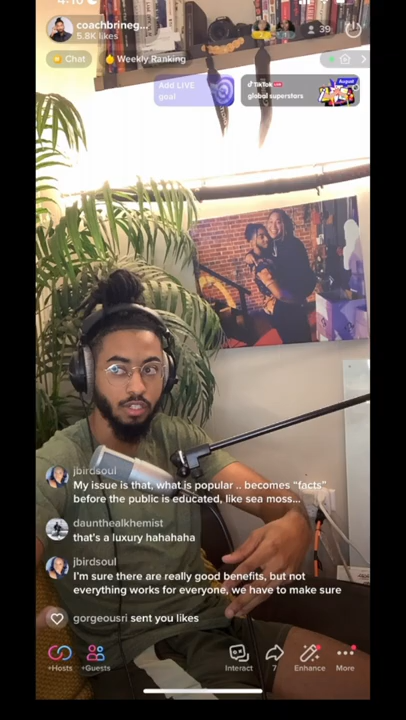 coachbrineg...
5.8K likes
39
Chat
Weekly Ranking
Add LIVE
goal
TikTok LIVE
global superstars
August
jbirdsoul
My issue is that, what is popular .. becomes “facts”
before the public is educated, like sea moss...
daunthealkhemist
that's a luxury hahahaha
jbirdsoul
I'm sure there are really good benefits, but not
everything works for everyone, we have to make sure
gorgeousri sent you likes
+Hosts
+Guests
Interact
7
Enhance
More